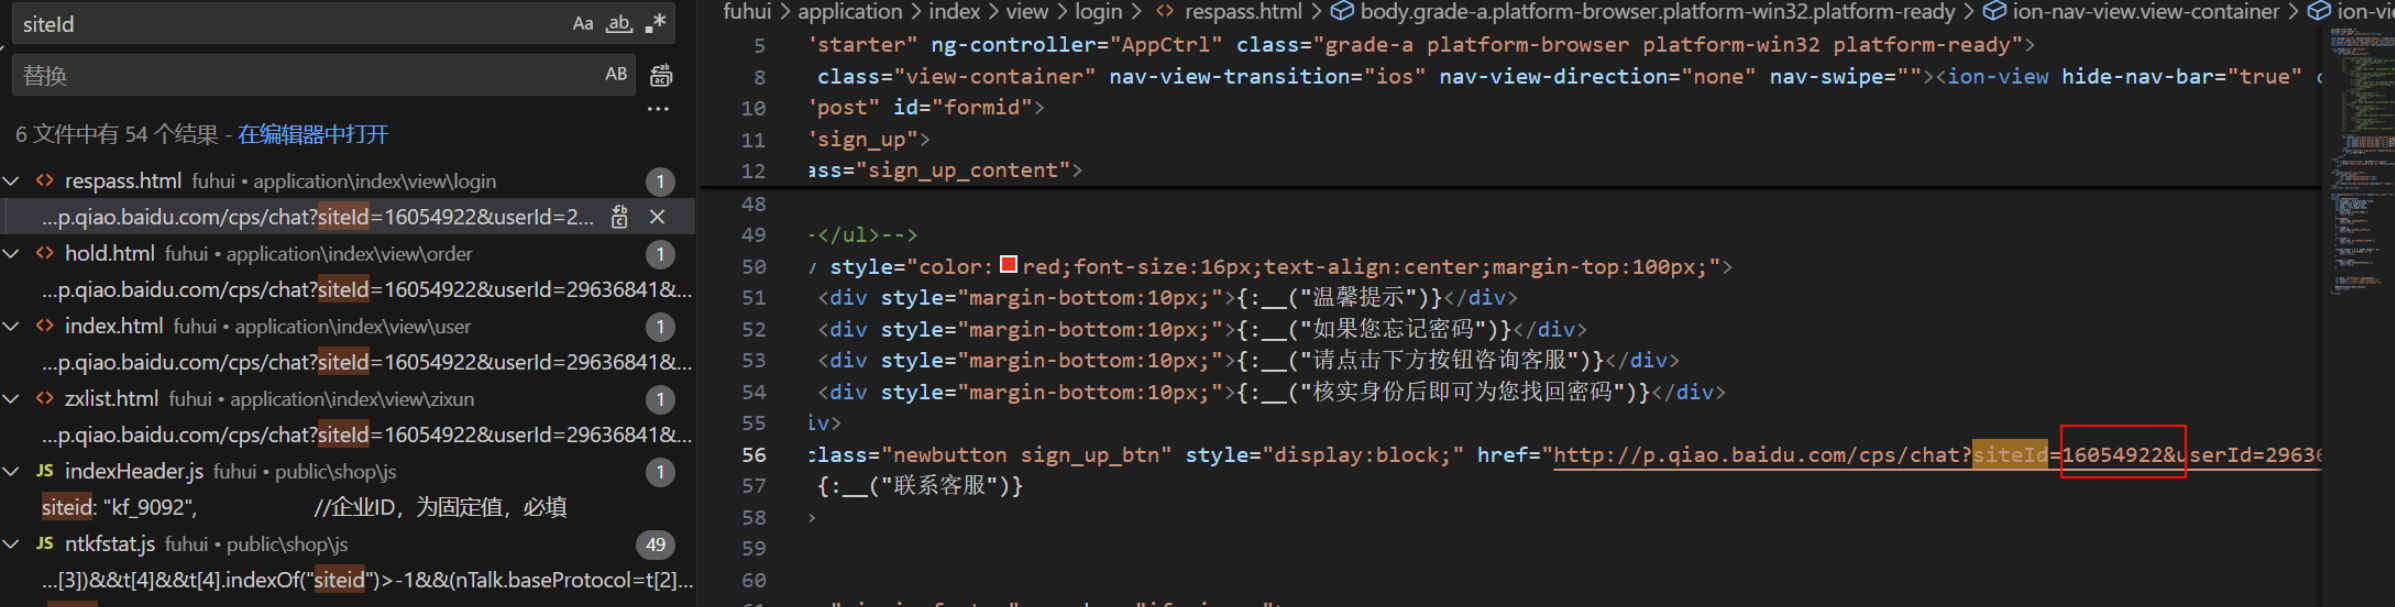 siteId
Aa ab .*
替换
AB
···
6 文件中有 54 个结果 - 在编辑器中打开
respass.html fuhui • application\index\view\login 1
...p.qiao.baidu.com/cps/chat?siteId=16054922&userId=2...
hold.html fuhui • application\index\view\order 1
...p.qiao.baidu.com/cps/chat?siteId=16054922&userId=29636841&...
index.html fuhui • application\index\view\user 1
...p.qiao.baidu.com/cps/chat?siteId=16054922&userId=29636841&...
zxlist.html fuhui • application\index\view\zixun 1
...p.qiao.baidu.com/cps/chat?siteId=16054922&userId=29636841&...
JS indexHeader.js fuhui • public\shop\js 1
siteid: "kf_9092", //企业ID，为固定值，必填
JS ntkfstat.js fuhui • public\shop\js 49
...[3])&&t[4]&&t[4].indexOf("siteid")>-1&&(nTalk.baseProtocol=t[2]...
fuhui > application > index > view > login > <> respass.html > body.grade-a.platform-browser.platform-win32.platform-ready > ion-nav-view.view-container >
5 "starter" ng-controller="AppCtrl" class="grade-a platform-browser platform-win32 platform-ready">
8 class="view-container" nav-view-transition="ios" nav-view-direction="none" nav-swipe=""><ion-view hide-nav-bar="true"
10 "post" id="formid">
11 "sign_up">
12 ass="sign_up_content">
48
49 -</ul>-->
50 style="color: red;font-size:16px;text-align:center;margin-top:100px;">
51 <div style="margin-bottom:10px;">{:__("温馨提示")}</div>
52 <div style="margin-bottom:10px;">{:__("如果您忘记密码")}</div>
53 <div style="margin-bottom:10px;">{:__("请点击下方按钮咨询客服")}</div>
54 <div style="margin-bottom:10px;">{:__("核实身份后即可为您找回密码")}</div>
55 iv>
56 class="newbutton sign_up_btn" style="display:block;" href="http://p.qiao.baidu.com/cps/chat?siteId=16054922&userId=29636
57 {:__("联系客服")}
58 >
59
60